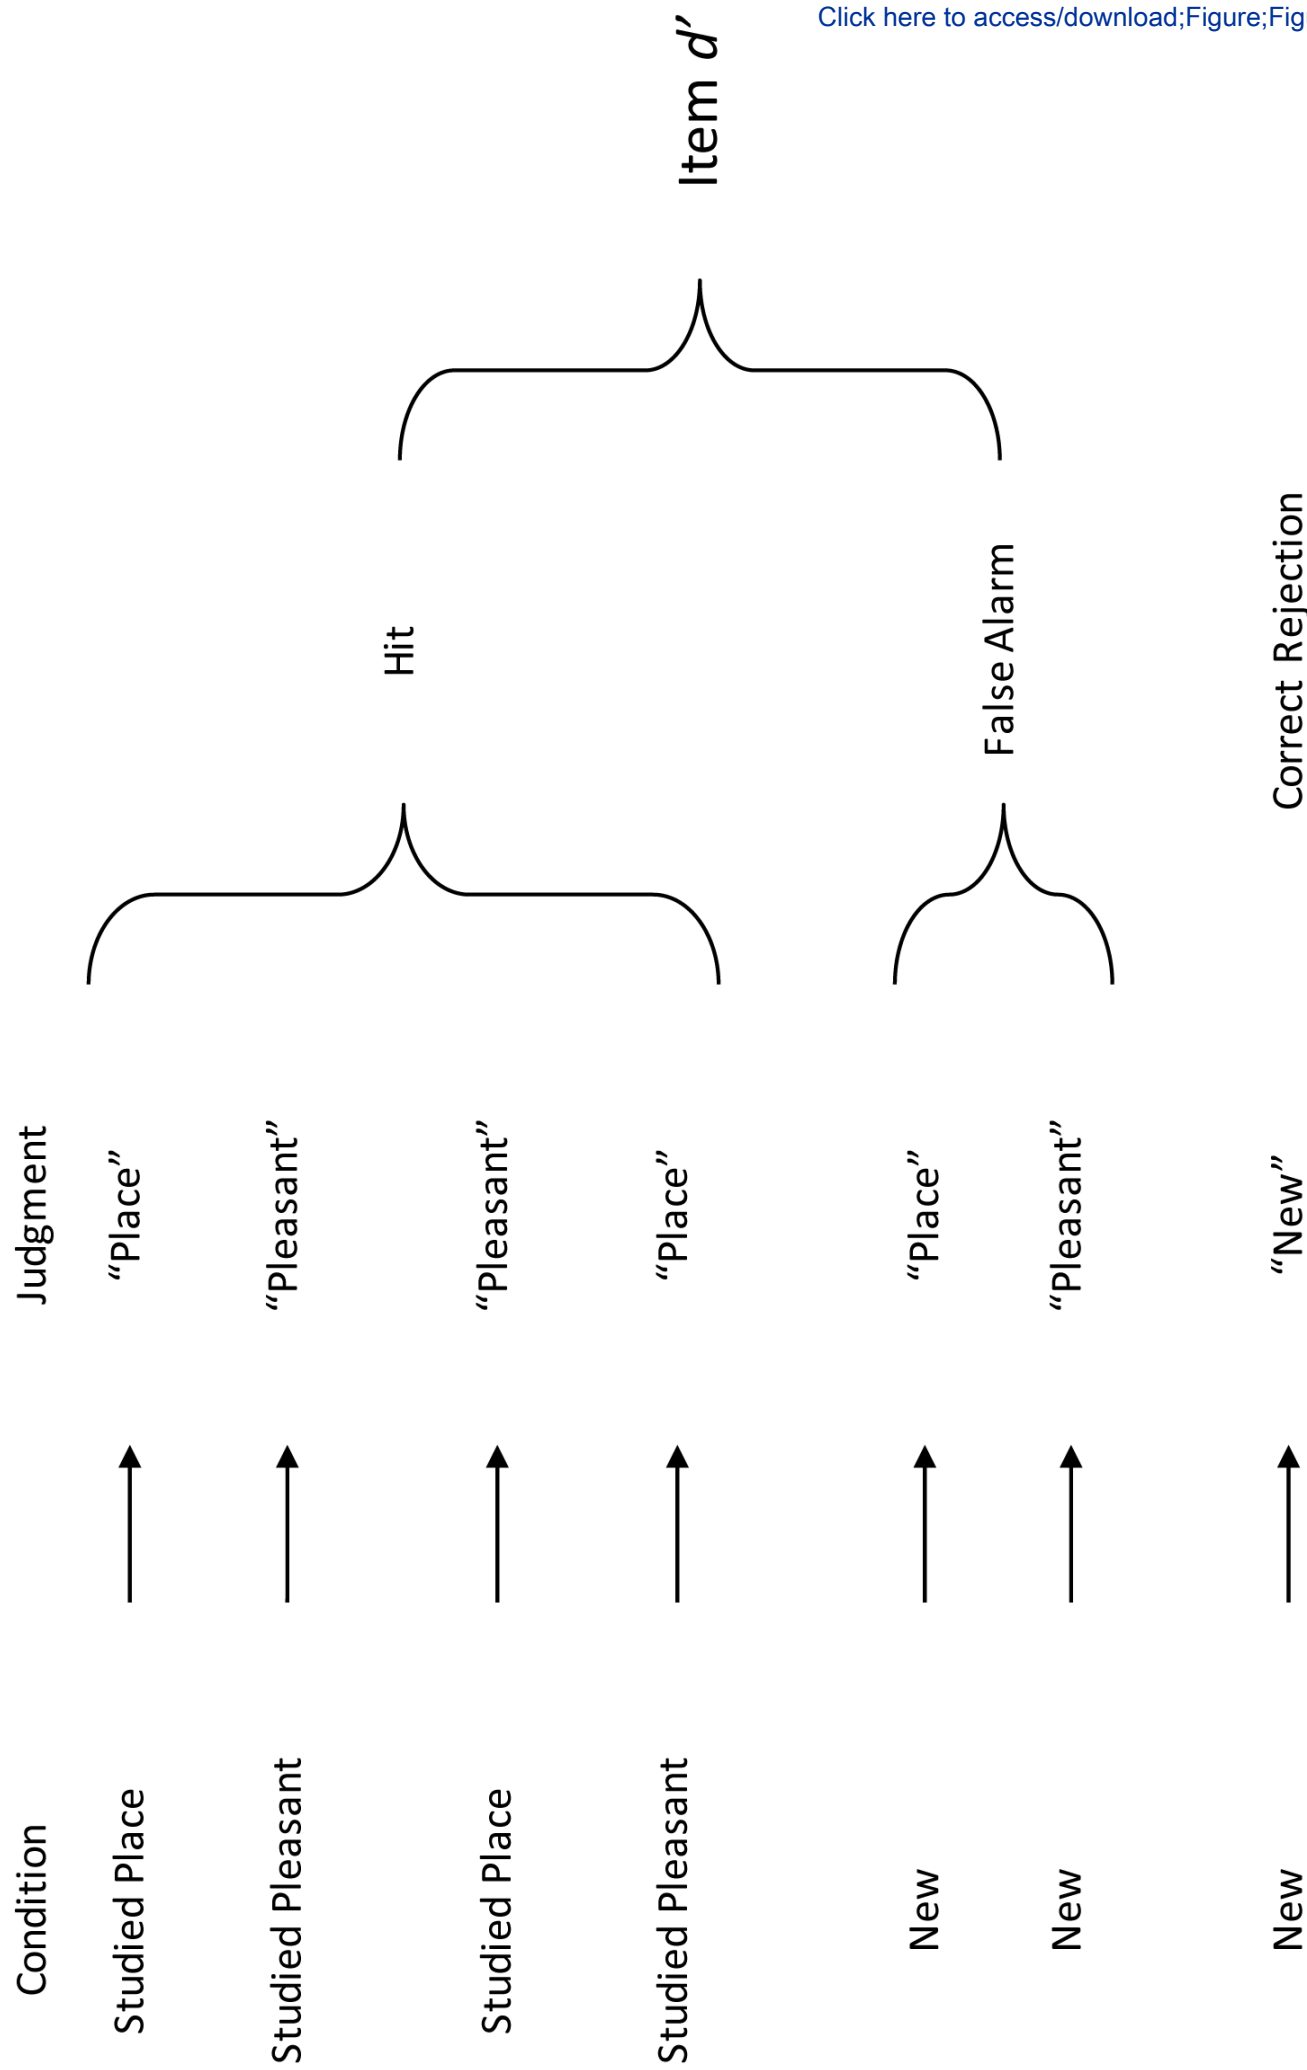 Click here to access/download;Figure;Fig
Condition Judgment
Studied Place “Place”
Studied Pleasant “Pleasant”
Hit
Studied Place “Pleasant”
Studied Pleasant “Place”
Item d′
New “Place”
False Alarm
New “Pleasant”
New “New” Correct Rejection